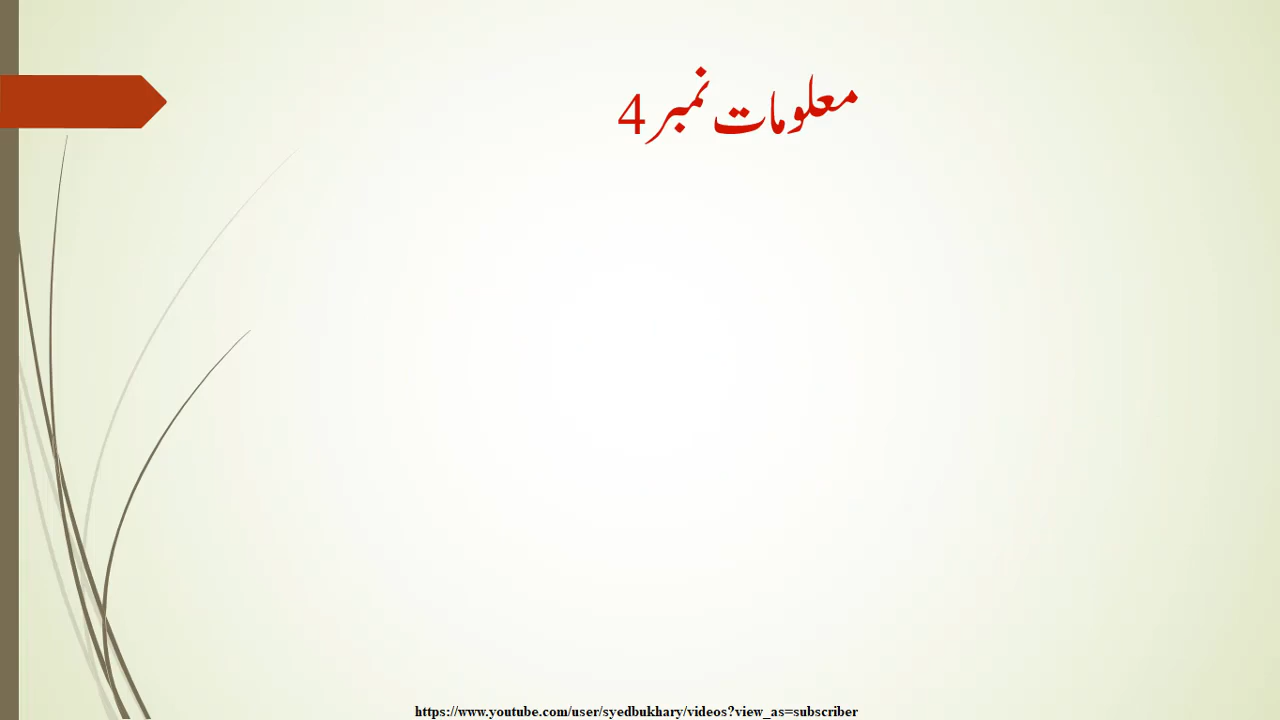 معلومات نمبر 4
https://www.youtube.com/user/syedbukhary/videos?view_as=subscriber